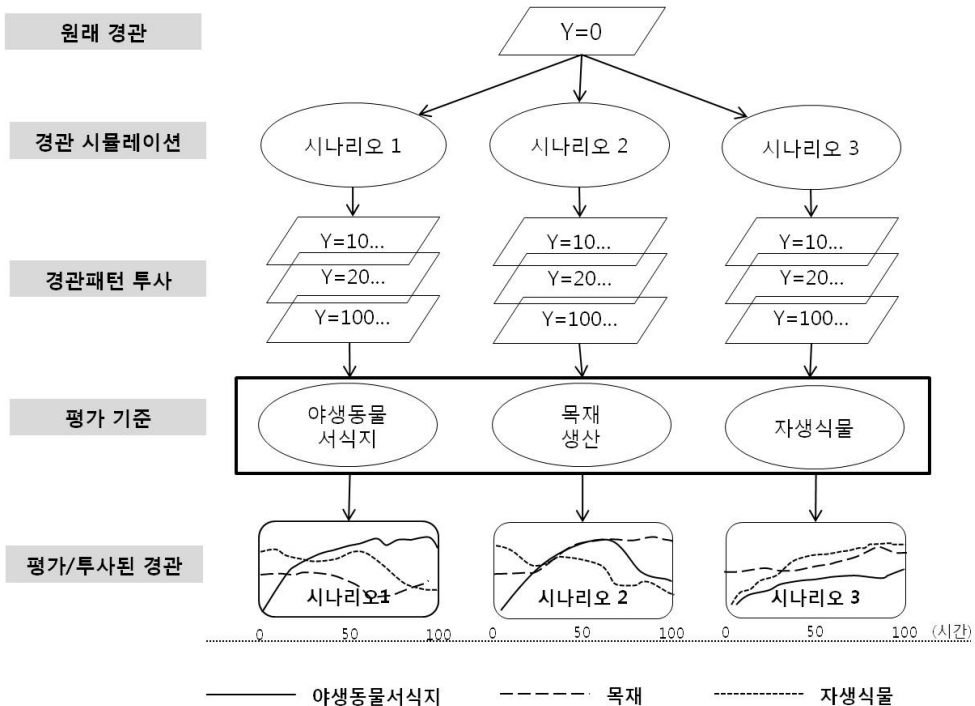 원래 경관
Y=0
경관 시뮬레이션
시나리오 1
시나리오 2
시나리오 3
경관패턴 투사
Y=10...
Y=20...
Y=100...
Y=10...
Y=20...
Y=100...
Y=10...
Y=20...
Y=100...
평가 기준
야생동물
서식지
목재
생산
자생식물
평가/투사된 경관
시나리오1
시나리오 2
시나리오 3
0 50 100
0 50 100
0 50 100 (시간)
야생동물서식지
목재
자생식물